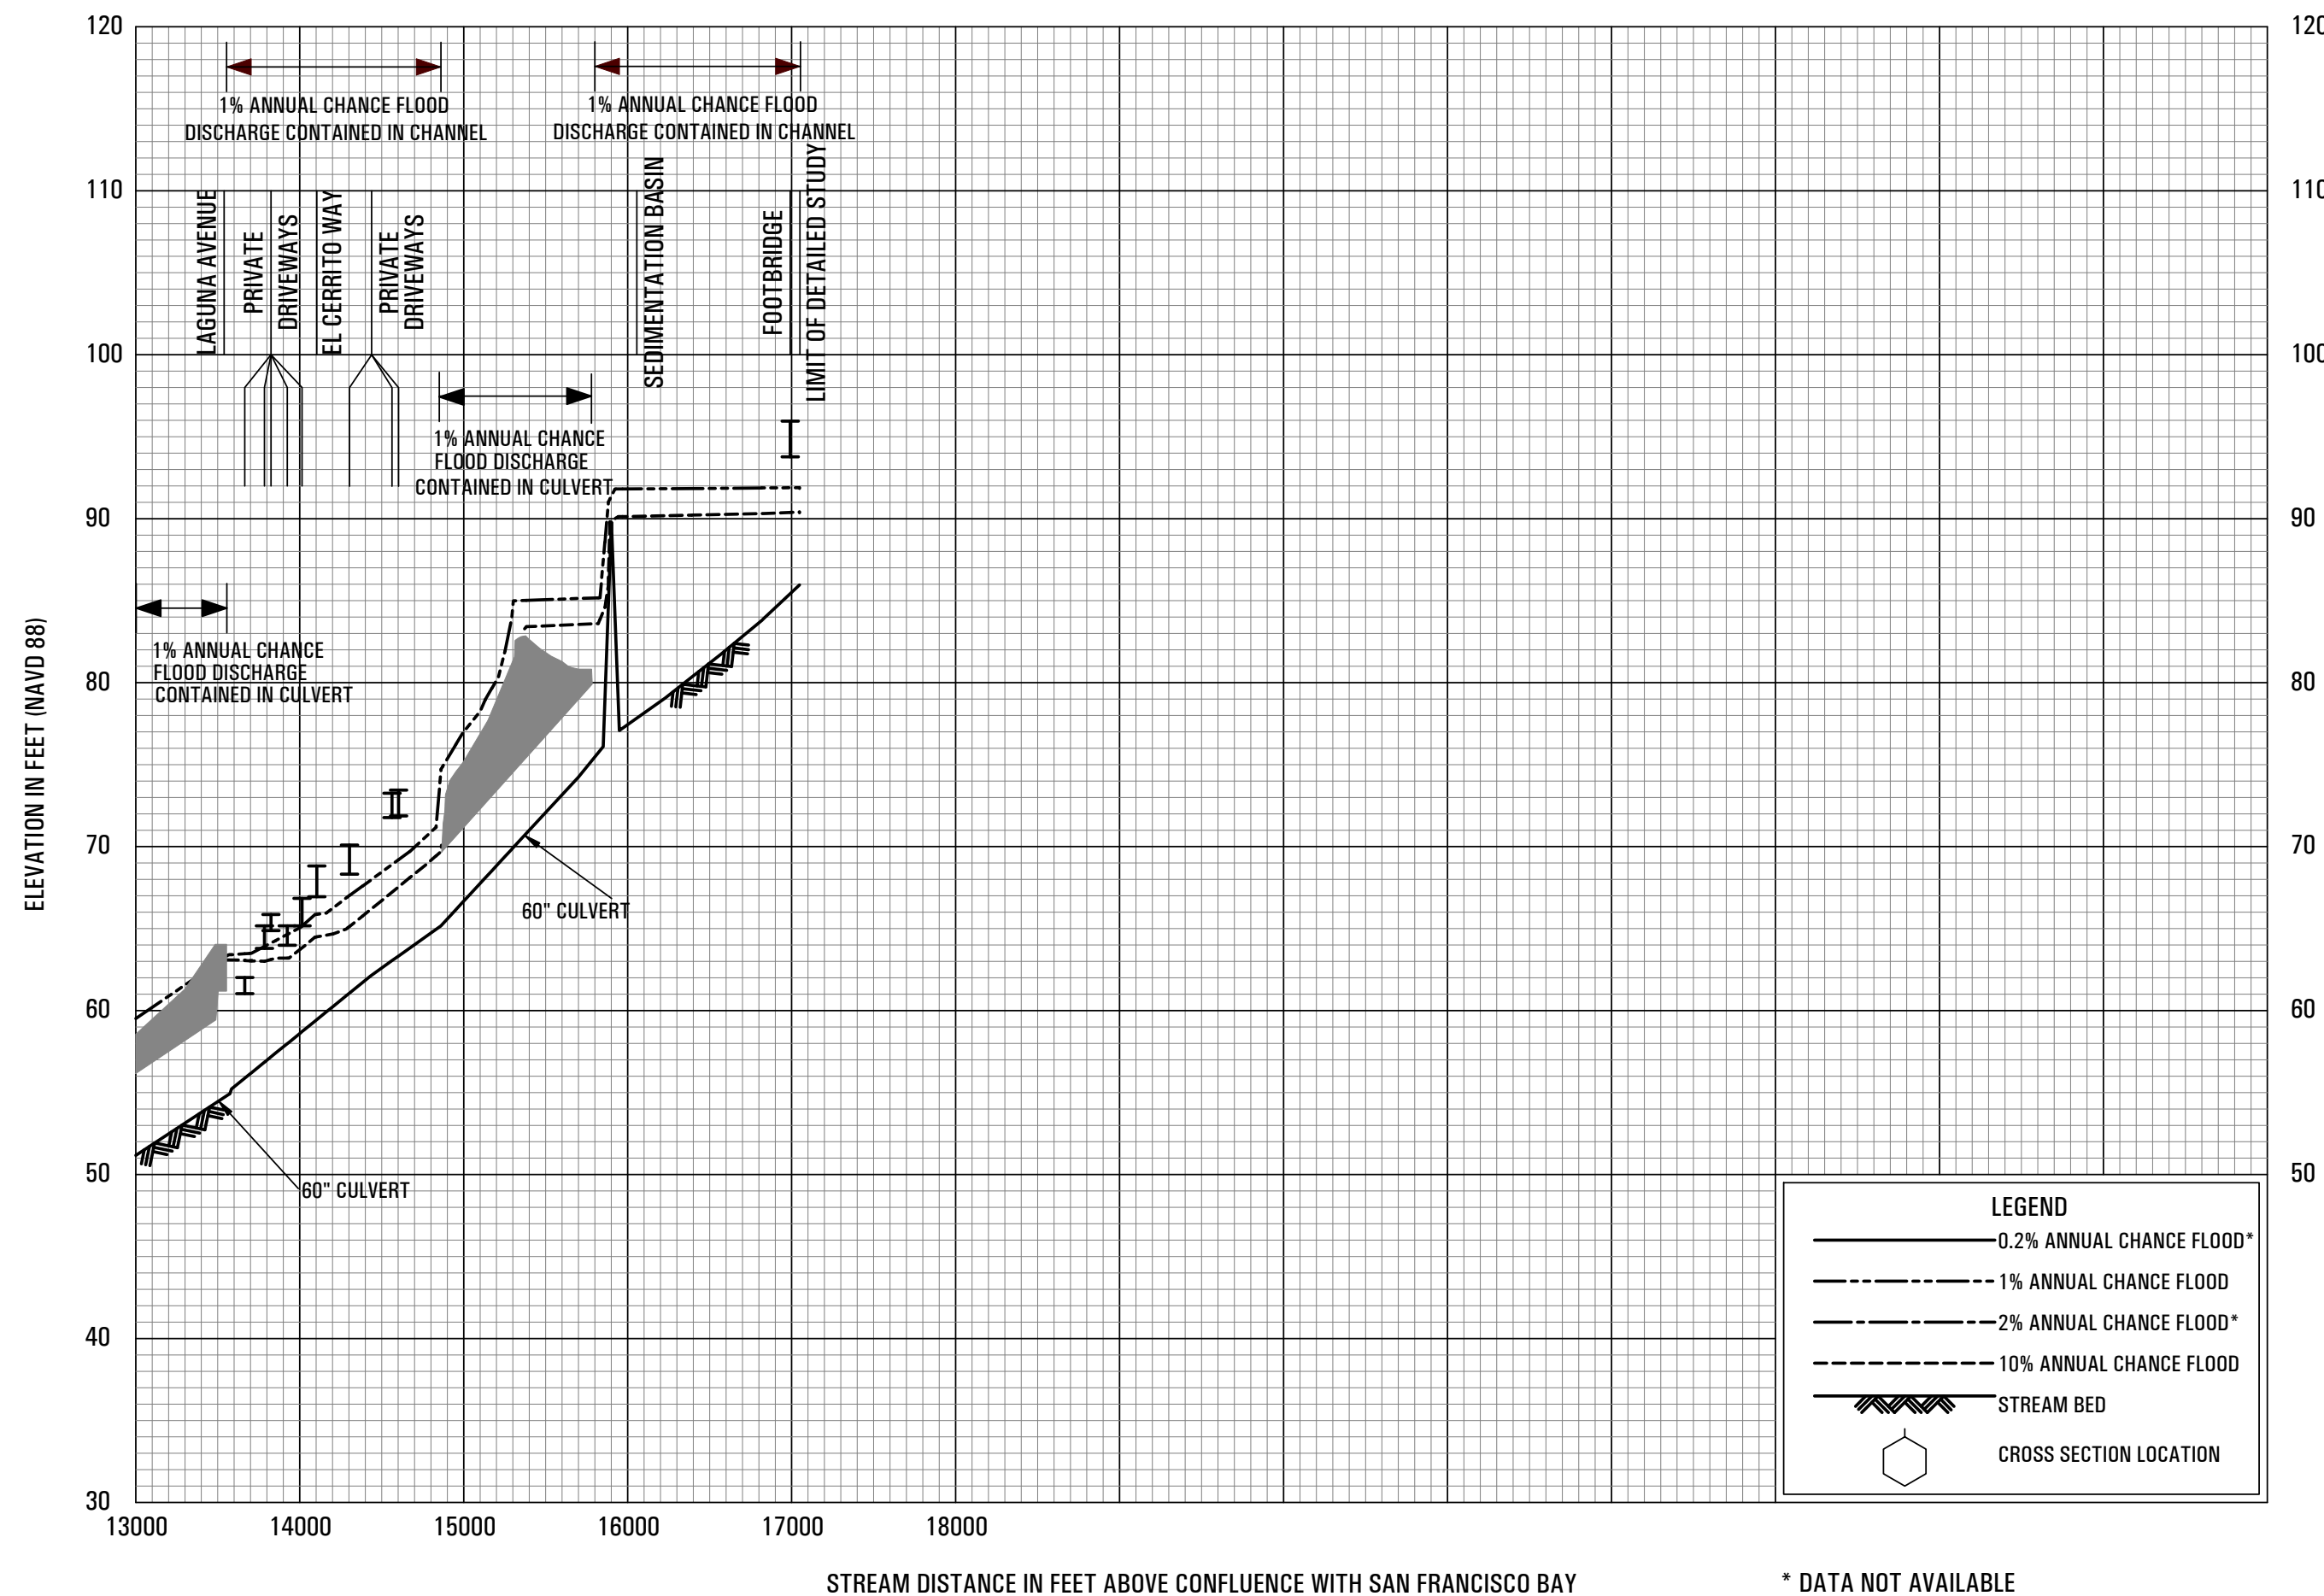 120
120
1% ANNUAL CHANCE FLOOD
DISCHARGE CONTAINED IN CHANNEL
1% ANNUAL CHANCE FLOOD
DISCHARGE CONTAINED IN CHANNEL
110
110
LAGUNA AVENUE
PRIVATE
DRIVEWAYS
EL CERRITO WAY
PRIVATE
DRIVEWAYS
SEDIMENTATION BASIN
FOOTBRIDGE
LIMIT OF DETAILED STUDY
100
100
1% ANNUAL CHANCE
FLOOD DISCHARGE
CONTAINED IN CULVERT
90
90
1% ANNUAL CHANCE
FLOOD DISCHARGE
CONTAINED IN CULVERT
80
80
ELEVATION IN FEET (NAVD 88)
70
70
60" CULVERT
60
60
50
50
60" CULVERT
40
30
LEGEND
0.2% ANNUAL CHANCE FLOOD*
1% ANNUAL CHANCE FLOOD
2% ANNUAL CHANCE FLOOD*
10% ANNUAL CHANCE FLOOD
STREAM BED
CROSS SECTION LOCATION
13000 14000 15000 16000 17000 18000
STREAM DISTANCE IN FEET ABOVE CONFLUENCE WITH SAN FRANCISCO BAY
* DATA NOT AVAILABLE